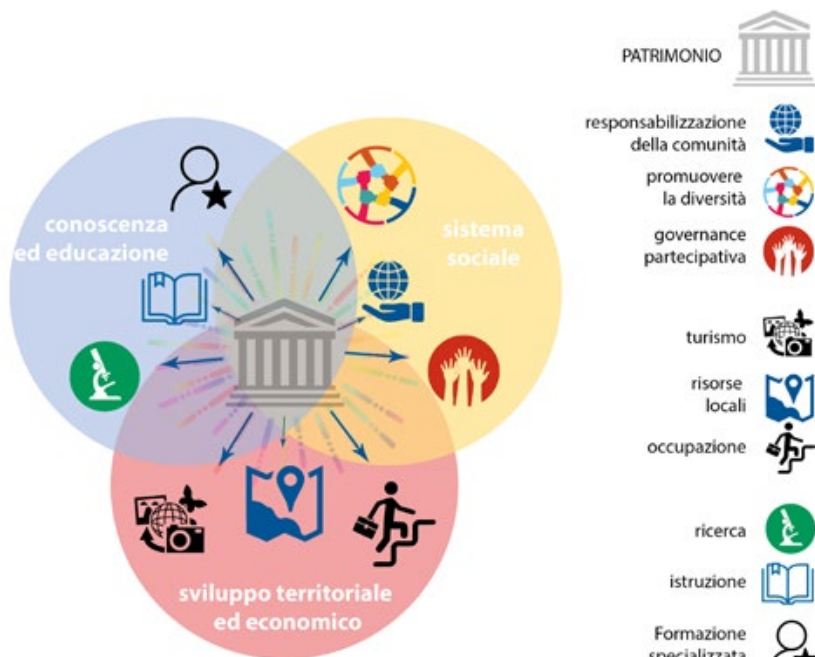 conoscenza
ed educazione
sistema
sociale
sviluppo territoriale
ed economico
PATRIMONIO
responsabilizzazione
della comunità
promuovere
la diversità
governance
partecipativa
turismo
risorse
locali
occupazione
ricerca
istruzione
Formazione
specializzata